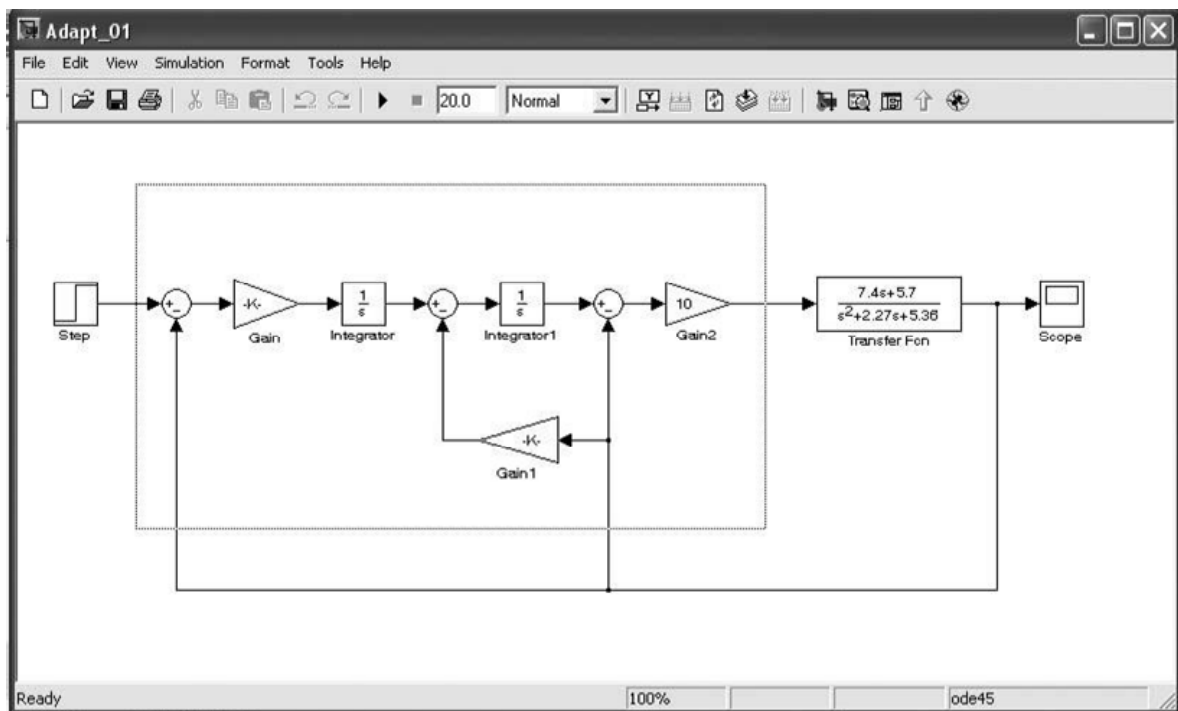 Adapt_01
File Edit View Simulation Format Tools Help
20.0 Normal
Step
+
-
-K-
Gain
1
s
Integrator
+
-
1
s
Integrator1
+
-
10
Gain2
7.4s+5.7
s²+2.27s+5.36
Transfer Fcn
Scope
-K-
Gain1
Ready 100% ode45